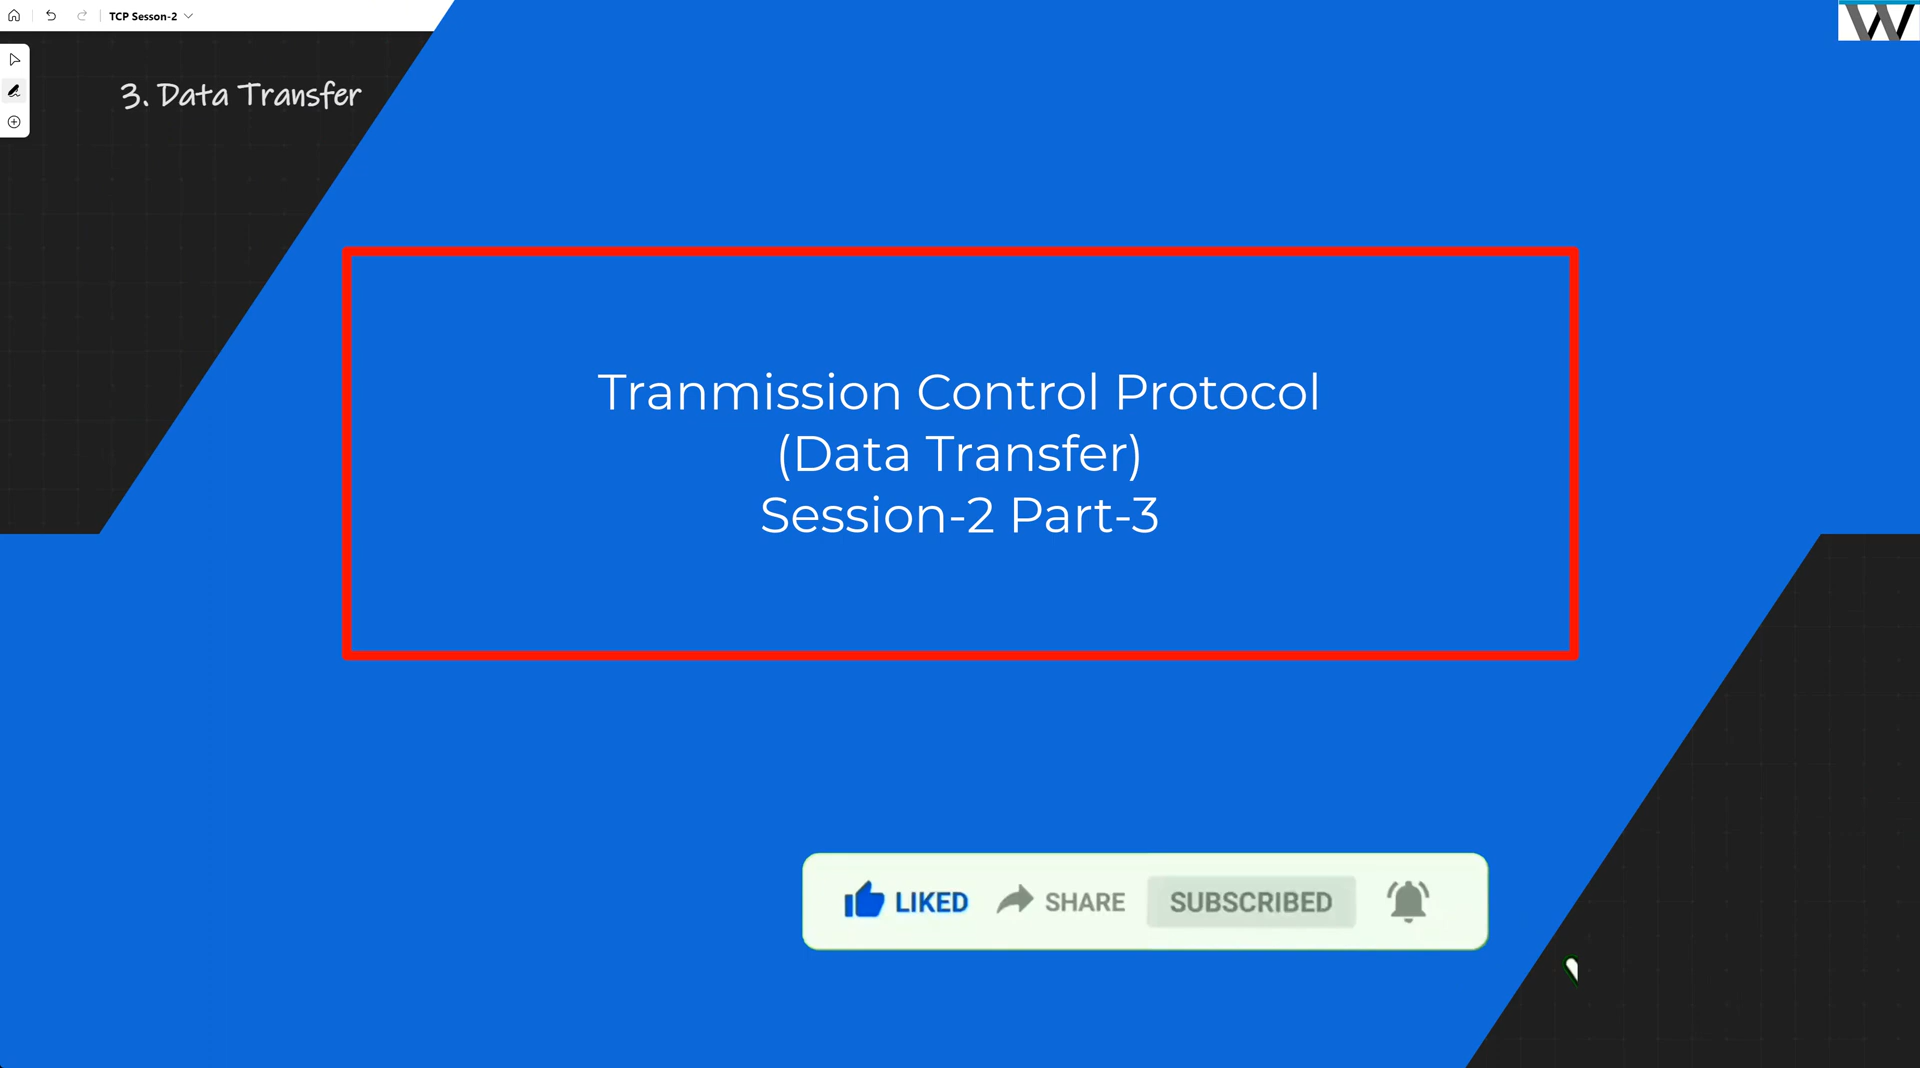 TCP Sesson-2
W
3. Data Transfer
Tranmission Control Protocol
(Data Transfer)
Session-2 Part-3
LIKED SHARE SUBSCRIBED